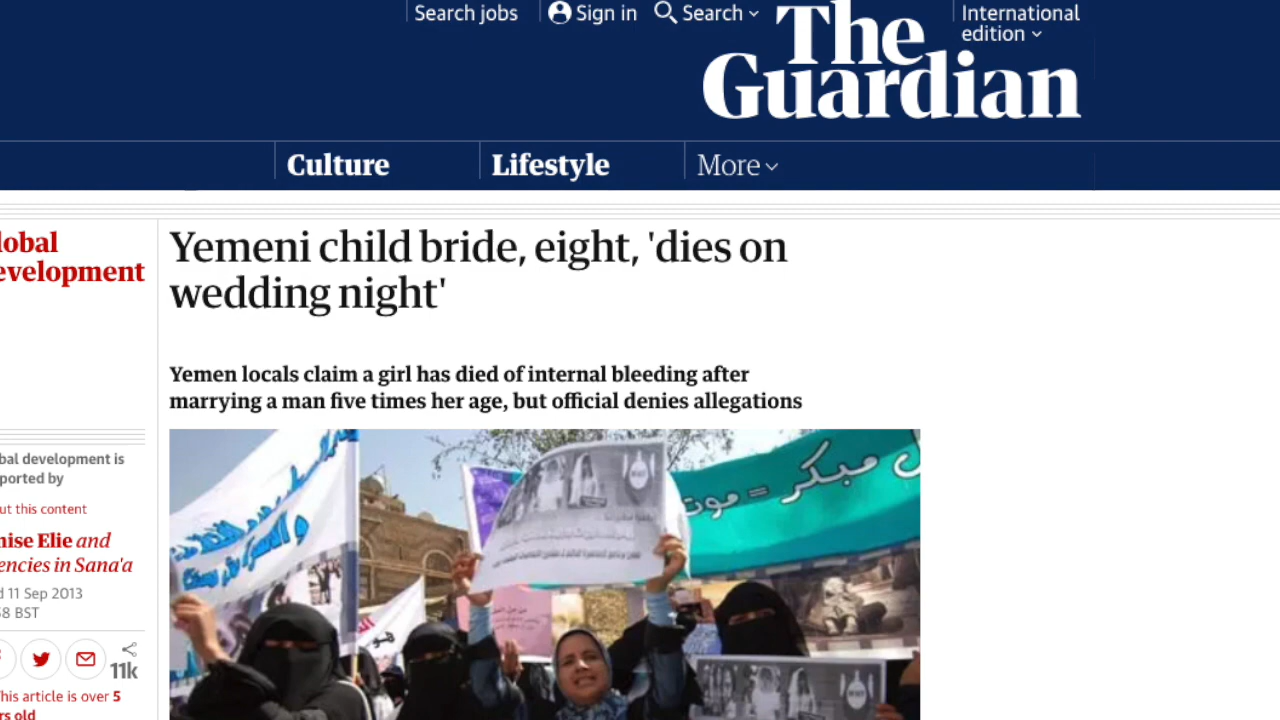 Search jobs
Sign in
Search
International
edition
The
Guardian
Culture
Lifestyle
More
lobal
evelopment
Yemeni child bride, eight, 'dies on
wedding night'
Yemen locals claim a girl has died of internal bleeding after
marrying a man five times her age, but official denies allegations
bal development is
ported by
ut this content
nise Elie and
encies in Sana'a
d 11 Sep 2013
58 BST
11k
his article is over 5
rs old
مبكر = موت